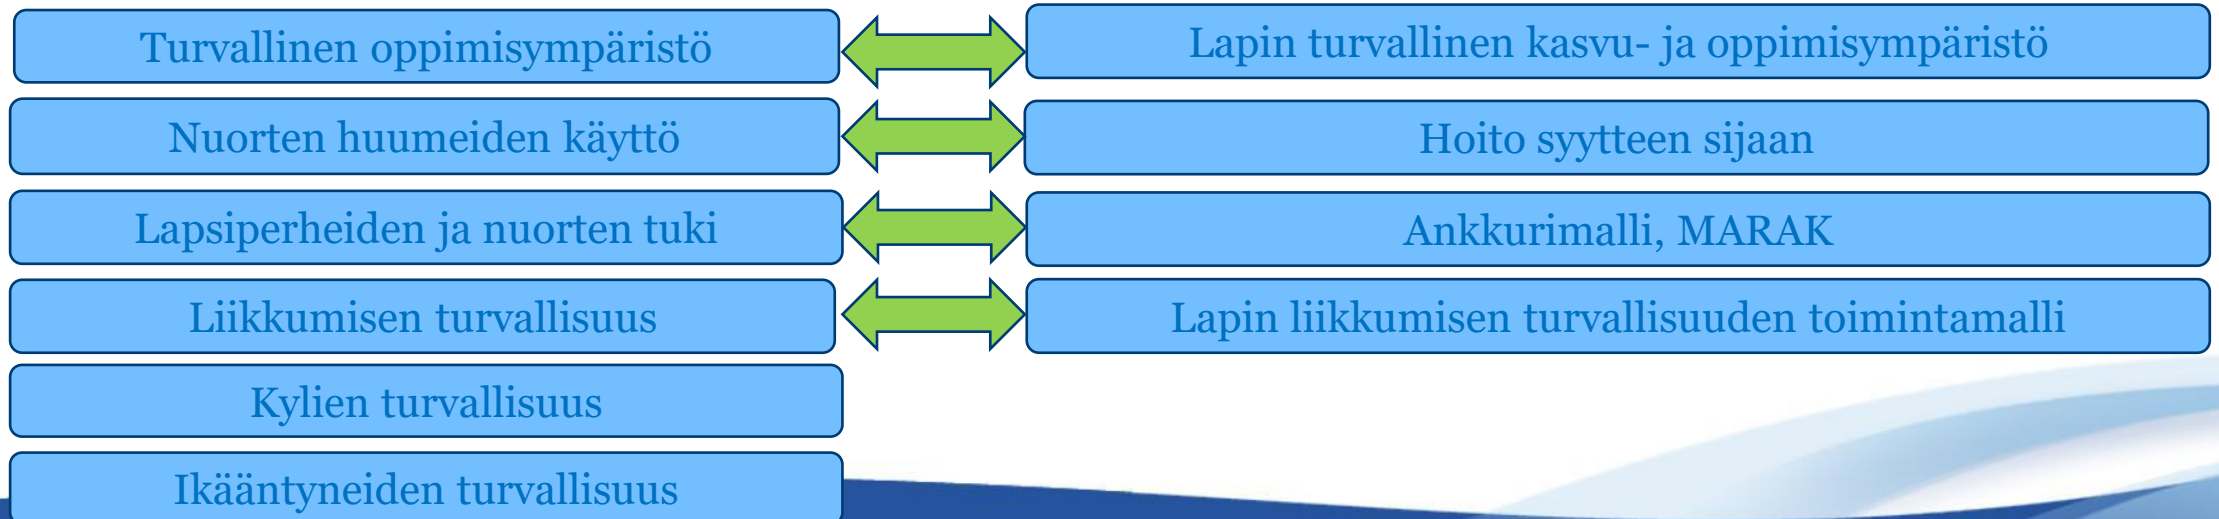 Turvallinen oppimisympäristö
Lapin turvallinen kasvu- ja oppimisympäristö
Nuorten huumeiden käyttö
Hoito syytteen sijaan
Lapsiperheiden ja nuorten tuki
Ankkurimalli, MARAK
Liikkumisen turvallisuus
Lapin liikkumisen turvallisuuden toimintamalli
Kylien turvallisuus
Ikääntyneiden turvallisuus